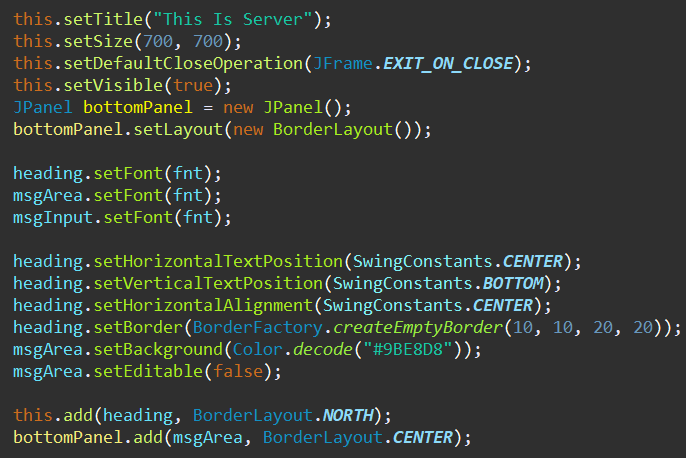 this.setTitle("This Is Server");
this.setSize(700, 700);
this.setDefaultCloseOperation(JFrame.EXIT_ON_CLOSE);
this.setVisible(true);
JPanel bottomPanel = new JPanel();
bottomPanel.setLayout(new BorderLayout());
heading.setFont(fnt);
msgArea.setFont(fnt);
msgInput.setFont(fnt);
heading.setHorizontalTextPosition(SwingConstants.CENTER);
heading.setVerticalTextPosition(SwingConstants.BOTTOM);
heading.setHorizontalAlignment(SwingConstants.CENTER);
heading.setBorder(BorderFactory.createEmptyBorder(10, 10, 20, 20));
msgArea.setBackground(Color.decode("#9BE8D8"));
msgArea.setEditable(false);
this.add(heading, BorderLayout.NORTH);
bottomPanel.add(msgArea, BorderLayout.CENTER);